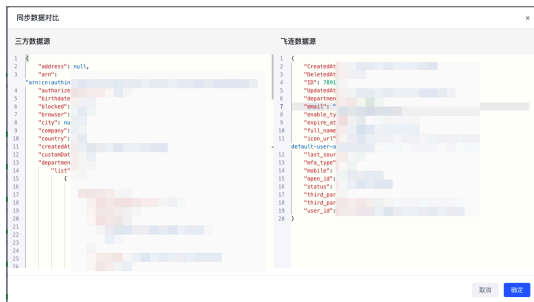 同步数据对比
×
三方数据源
1 {
2 "address": null,
3 "arn":
"arn:cn:authin
4 "authorize
5 "birthdate
6 "blocked":
7 "browser":
8 "city": nu
9 "company":
10 "country":
11 "createdAt
12 "customDat
13 "departmen
14 "list"
15 {
16
17
18
19
20
21
22
23
24
25
26
飞连数据源
1 {
2 "CreatedAt
3 "DeletedAt
4 "ID": 7891
5 "UpdatedAt
6 "departmen
7 "email": "
8 "enable_ty
9 "expire_at
10 "full_name
11 "icon_url"
default-user-a
12 "last_sour
13 "mfa_type"
14 "mobile":
15 "open_id":
16 "status":
17 "third_par
18 "third_par
19 "user_id":
20 }
取消
确定